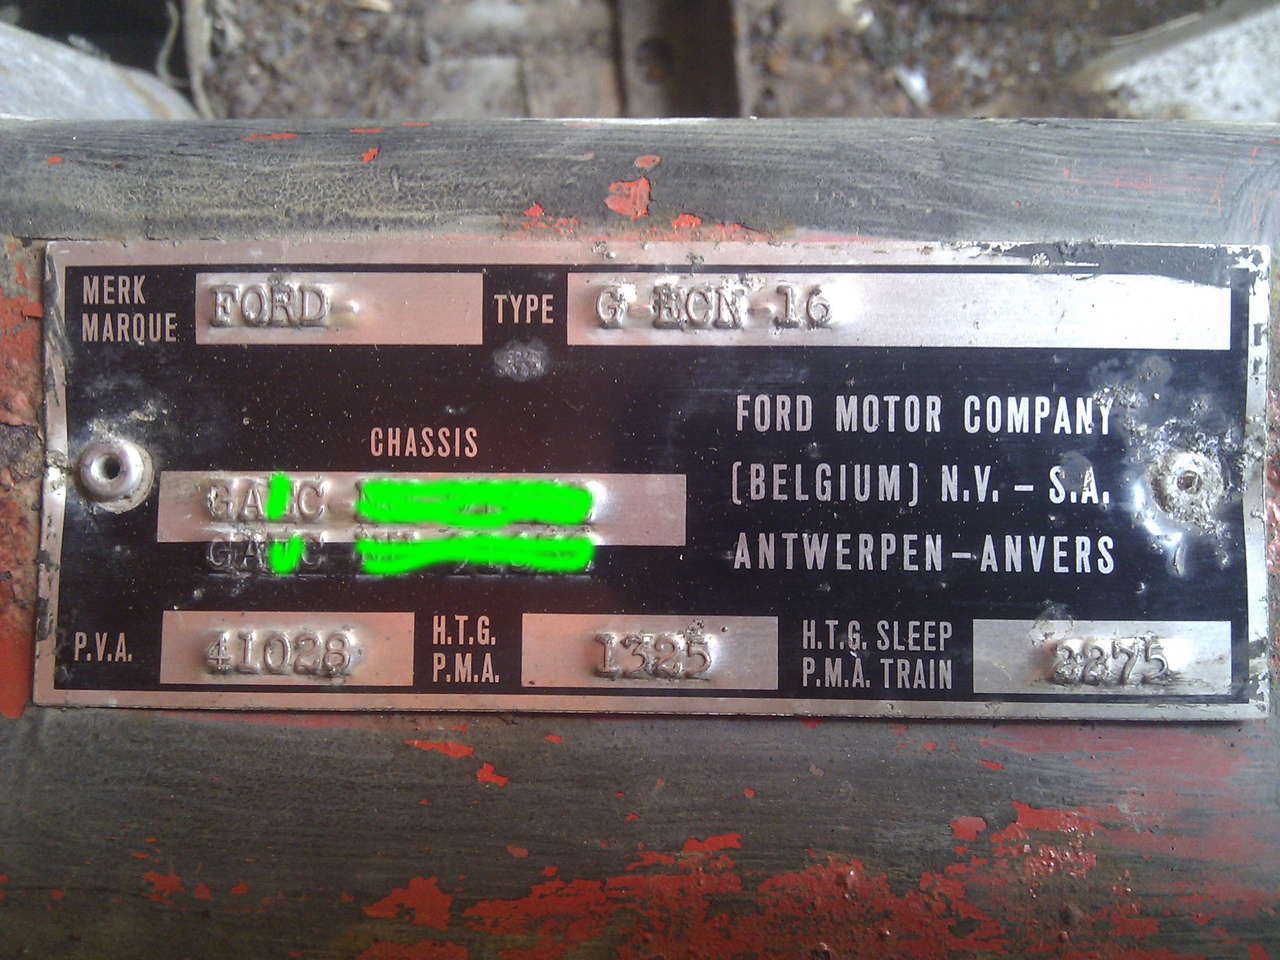 MERK
MARQUE
FORD
TYPE
G-ECN-16
CHASSIS
FORD MOTOR COMPANY
(BELGIUM) N.V. – S.A.
ANTWERPEN – ANVERS
P.V.A.
41028
H.T.G.
P.M.A.
1325
H.T.G. SLEEP
P.M.A. TRAIN